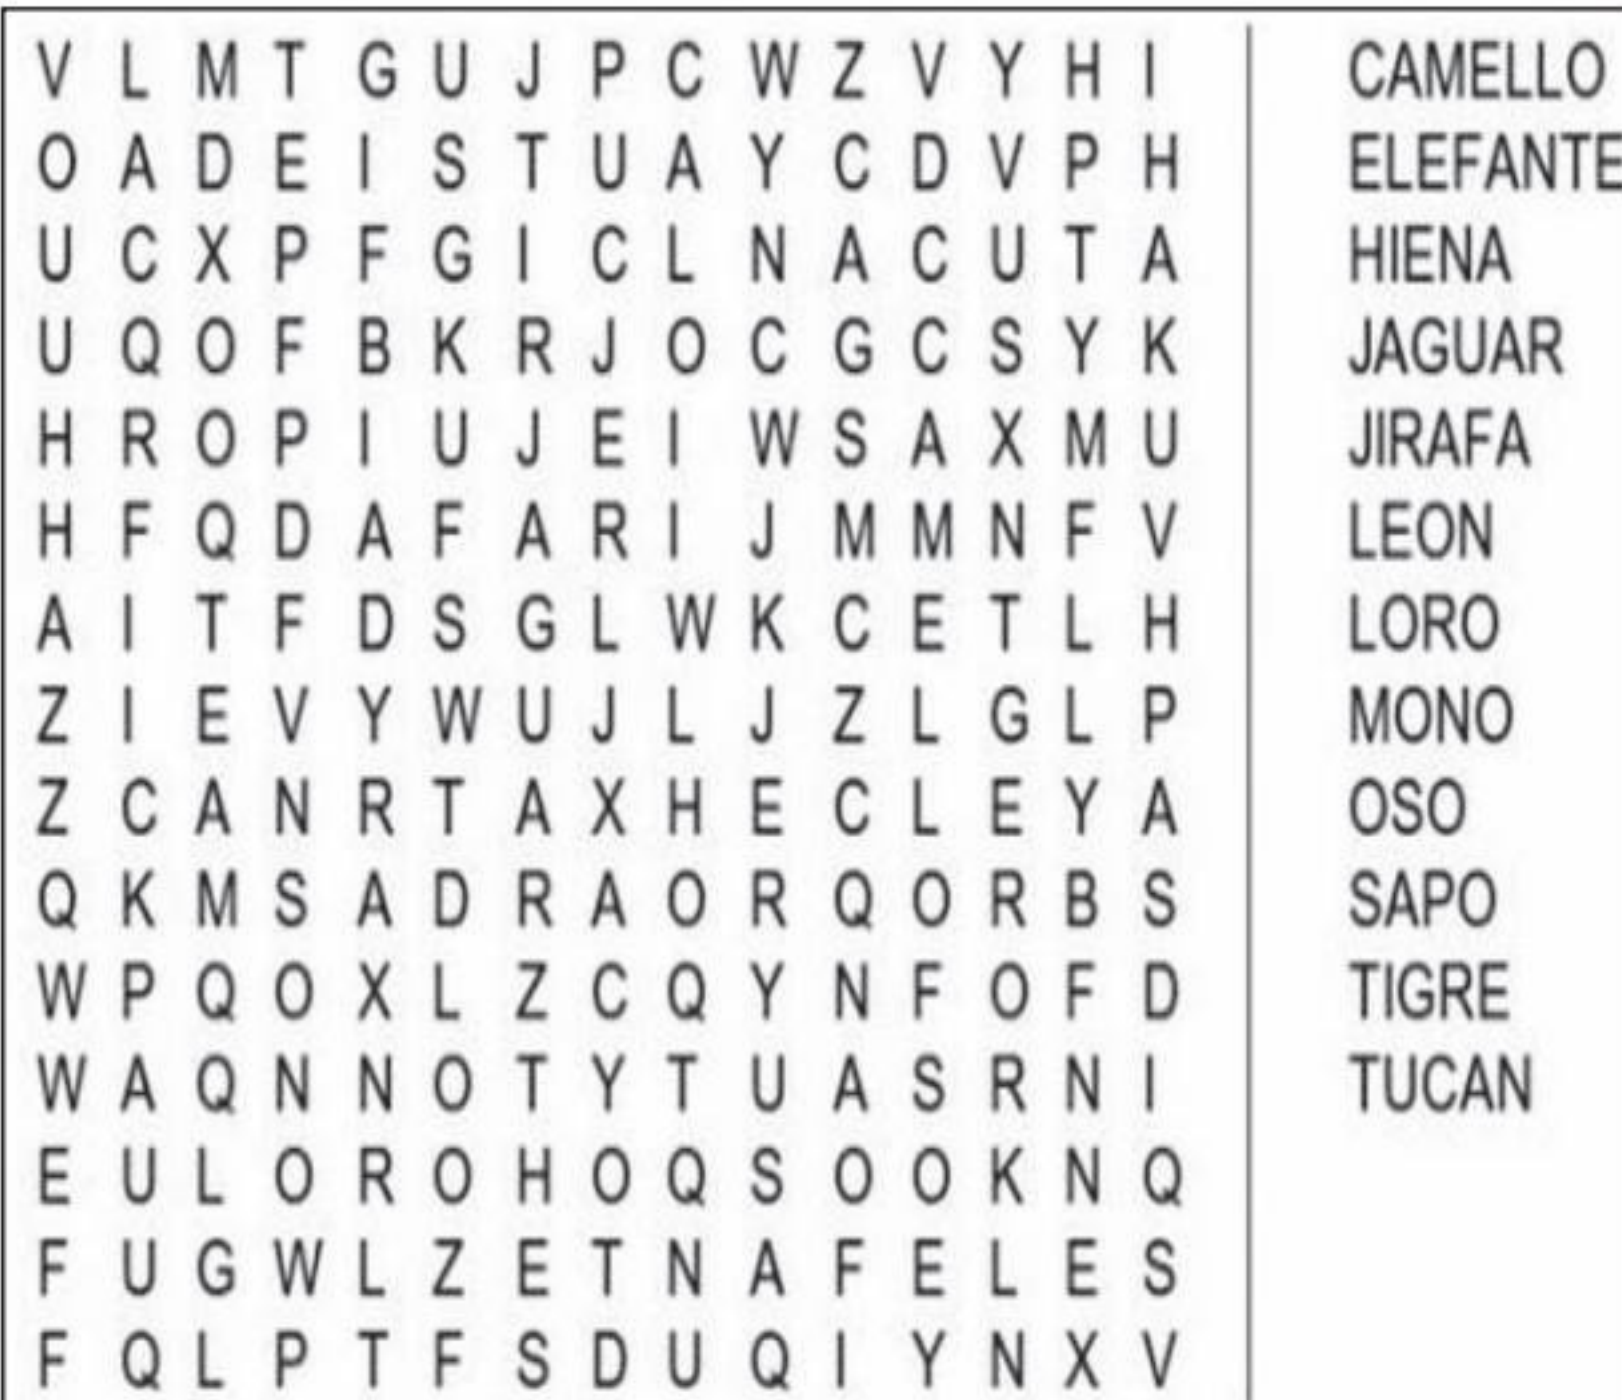 V L M T G U J P C W Z V Y H I CAMELLO
O A D E I S T U A Y C D V P H ELEFANTE
U C X P F G I C L N A C U T A HIENA
U Q O F B K R J O C G C S Y K JAGUAR
H R O P I U J E I W S A X M U JIRAFA
H F Q D A F A R I J M M N F V LEON
A I T F D S G L W K C E T L H LORO
Z I E V Y W U J L J Z L G L P MONO
Z C A N R T A X H E C L E Y A OSO
Q K M S A D R A O R Q O R B S SAPO
W P Q O X L Z C Q Y N F O F D TIGRE
W A Q N N O T Y T U A S R N I TUCAN
E U L O R O H O Q S O O K N Q
F U G W L Z E T N A F E L E S
F Q L P T F S D U Q I Y N X V